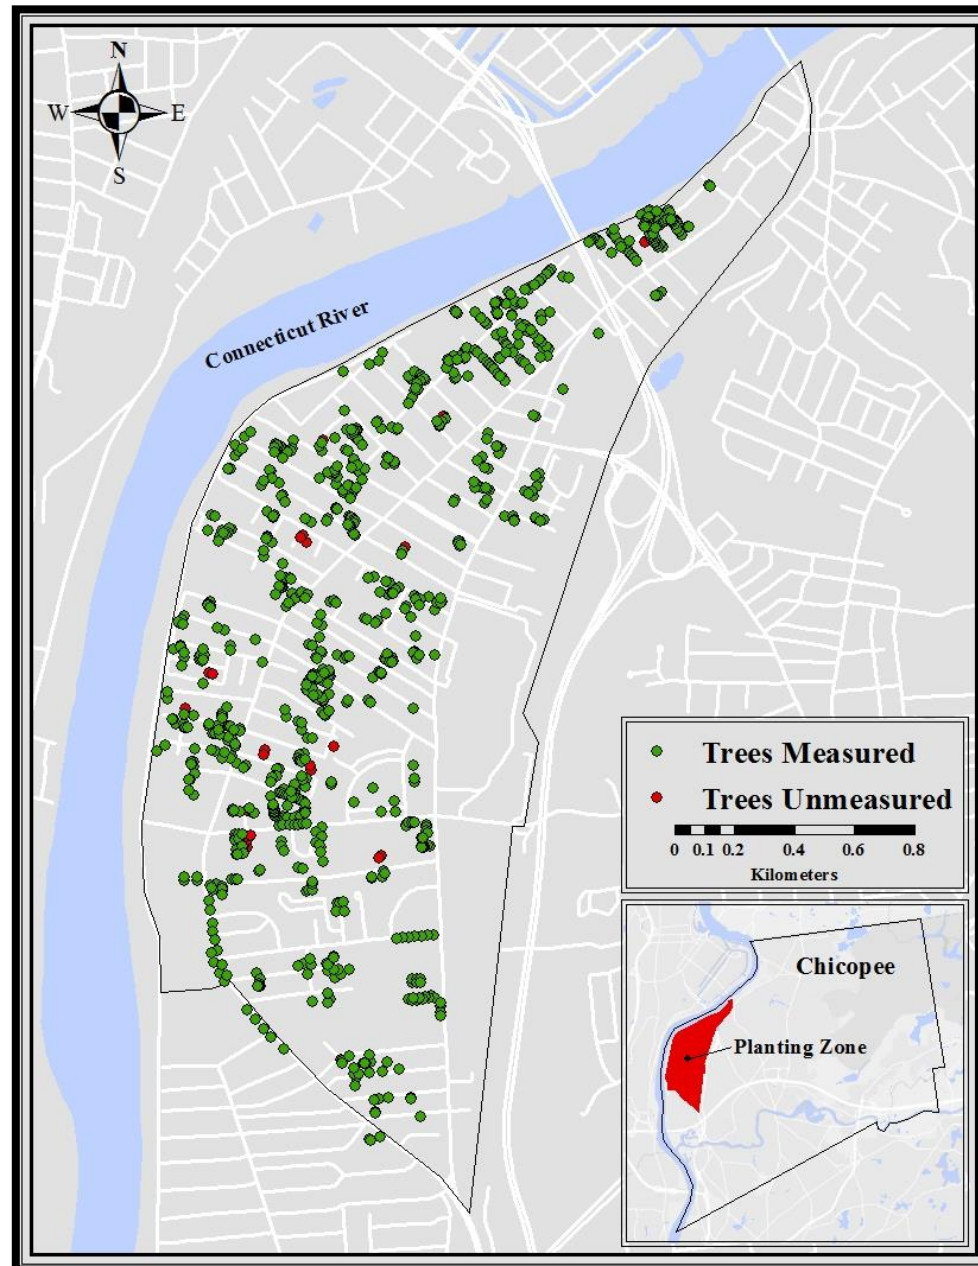 N
W E
S
Connecticut River
Trees Measured
Trees Unmeasured
0 0.1 0.2 0.4 0.6 0.8
Kilometers
Chicopee
Planting Zone